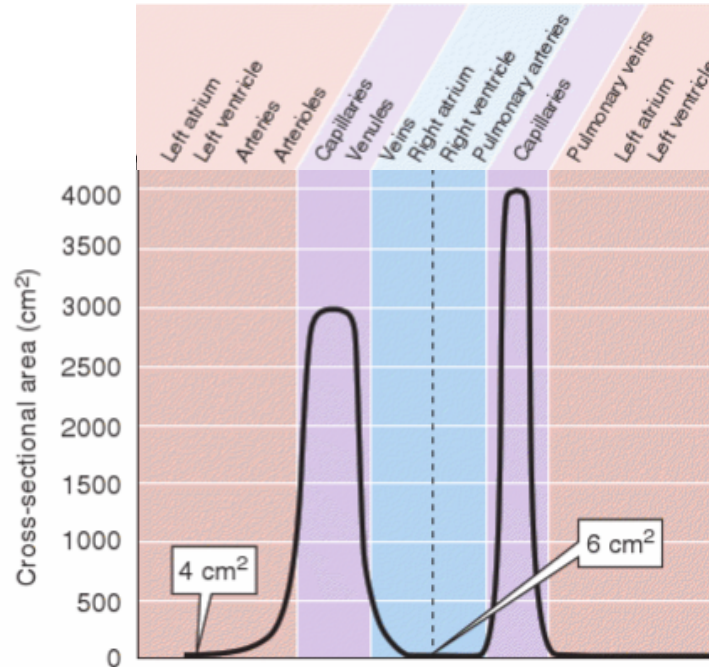 Left atrium
Left ventricle
Arteries
Arterioles
Capillaries
Venules
Veins
Right atrium
Right ventricle
Pulmonary arteries
Capillaries
Pulmonary veins
Left atrium
Left ventricle
Cross-sectional area (cm²)
4000
3500
3000
2500
2000
1500
1000
500
0
4 cm²
6 cm²